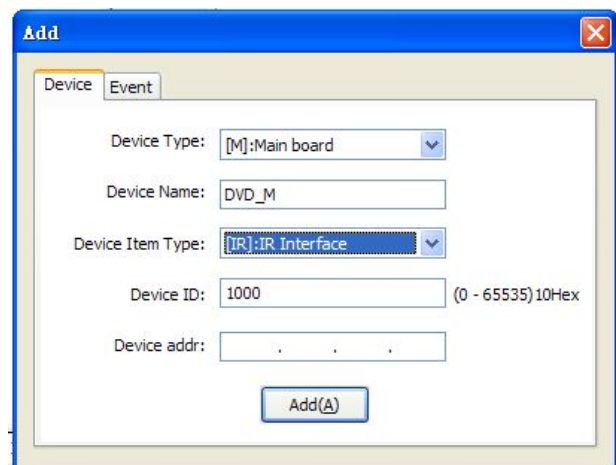 Add
Device Event
Device Type: [M]:Main board
Device Name: DVD_M
Device Item Type: [IR]:IR Interface
Device ID: 1000 (0 - 65535)10Hex
Device addr: . . .
Add(A)